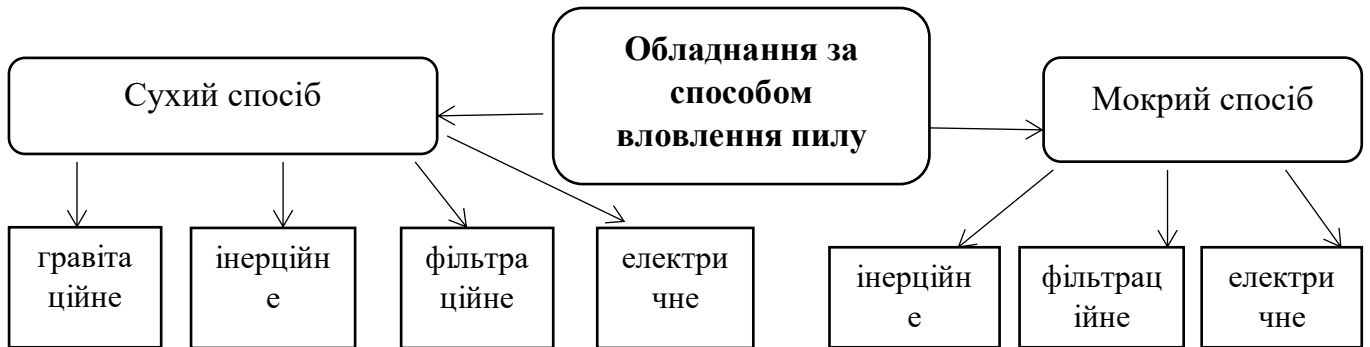 Обладнання за
способом
вловлення пилу
Сухий спосіб
Мокрий спосіб
гравіта
ційне
інерційн
е
фільтра
ційне
електри
чне
інерційн
е
фільтрац
ійне
електри
чне